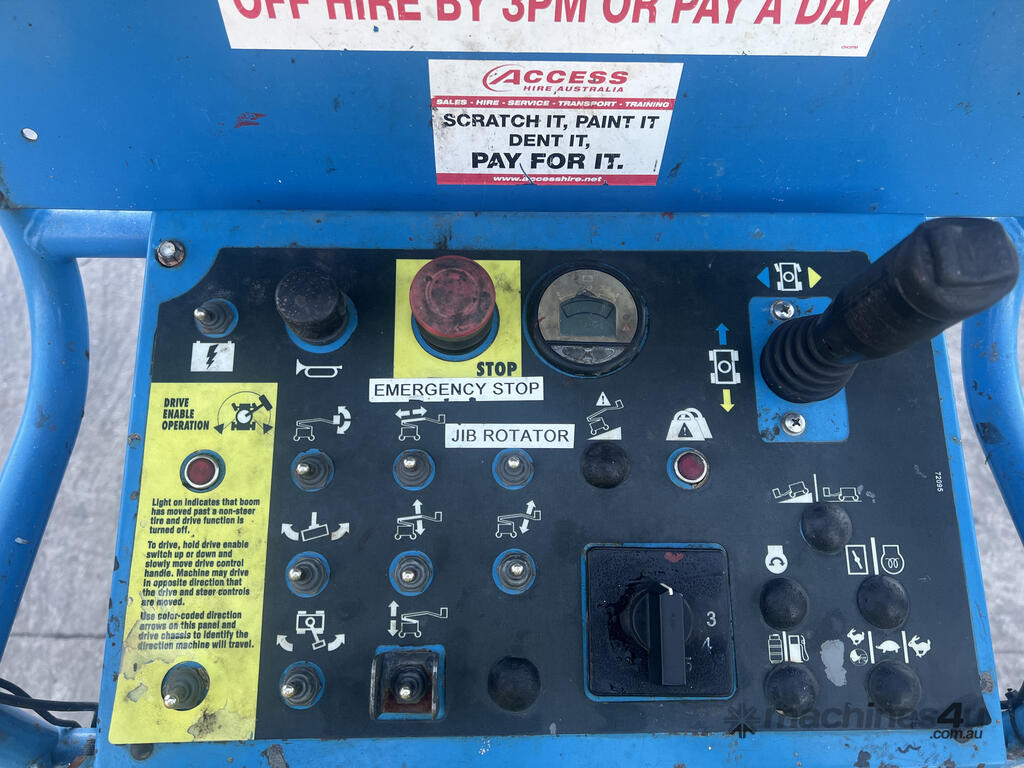 OFF HIRE BY 3PM OR PAY A DAY
ACCESS
HIRE AUSTRALIA
SALES - HIRE - SERVICE - TRANSPORT - TRAINING
SCRATCH IT, PAINT IT
DENT IT,
PAY FOR IT.
www.accesshire.net
STOP
EMERGENCY STOP
JIB ROTATOR
DRIVE
ENABLE
OPERATION
Light on indicates that boom
has moved past a non-steer
tire and drive function is
turned off.
To drive, hold drive enable
switch up or down and
slowly move drive control
handle. Machine may drive
in opposite direction that
the drive and steer controls
are moved.
Use color-coded direction
arrows on this panel and
drive chassis to identify the
direction machine will travel.
72095
3
4
5
machines4u
.com.au